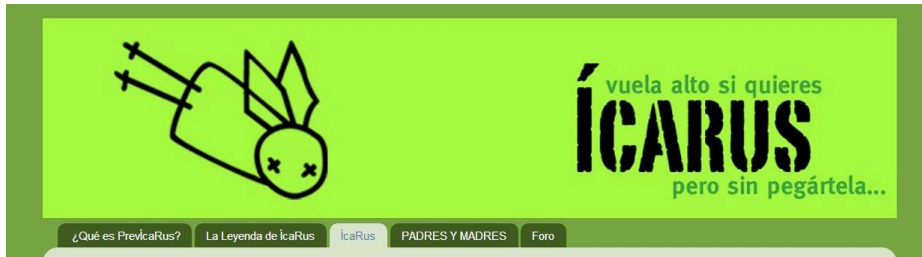 vuela alto si quieres
ÍCARUS
pero sin pegártela...
¿Qué es PrevÍcaRus? La Leyenda de ÍcaRus ÍcaRus PADRES Y MADRES Foro